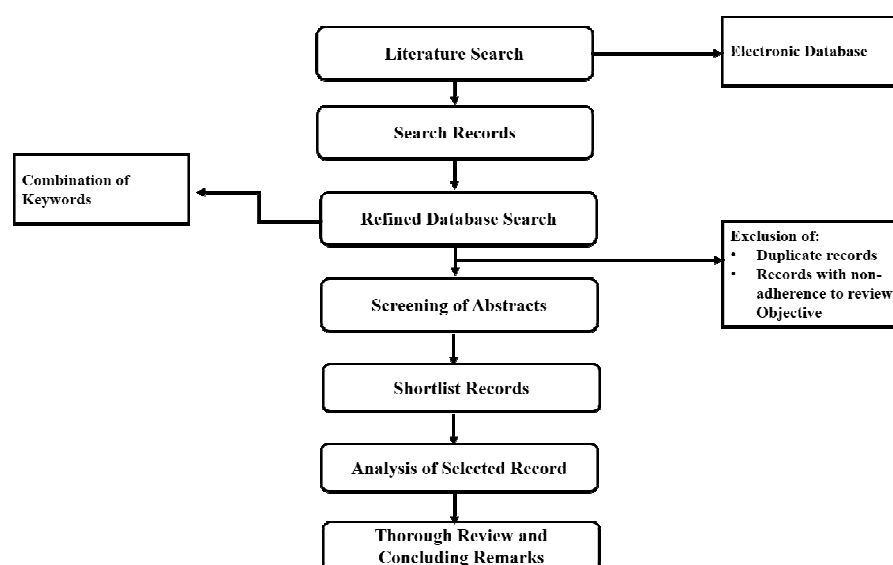 Literature Search
Electronic Database
Search Records
Combination of
Keywords
Refined Database Search
Exclusion of:
• Duplicate records
• Records with non-
adherence to review
Objective
Screening of Abstracts
Shortlist Records
Analysis of Selected Record
Thorough Review and
Concluding Remarks